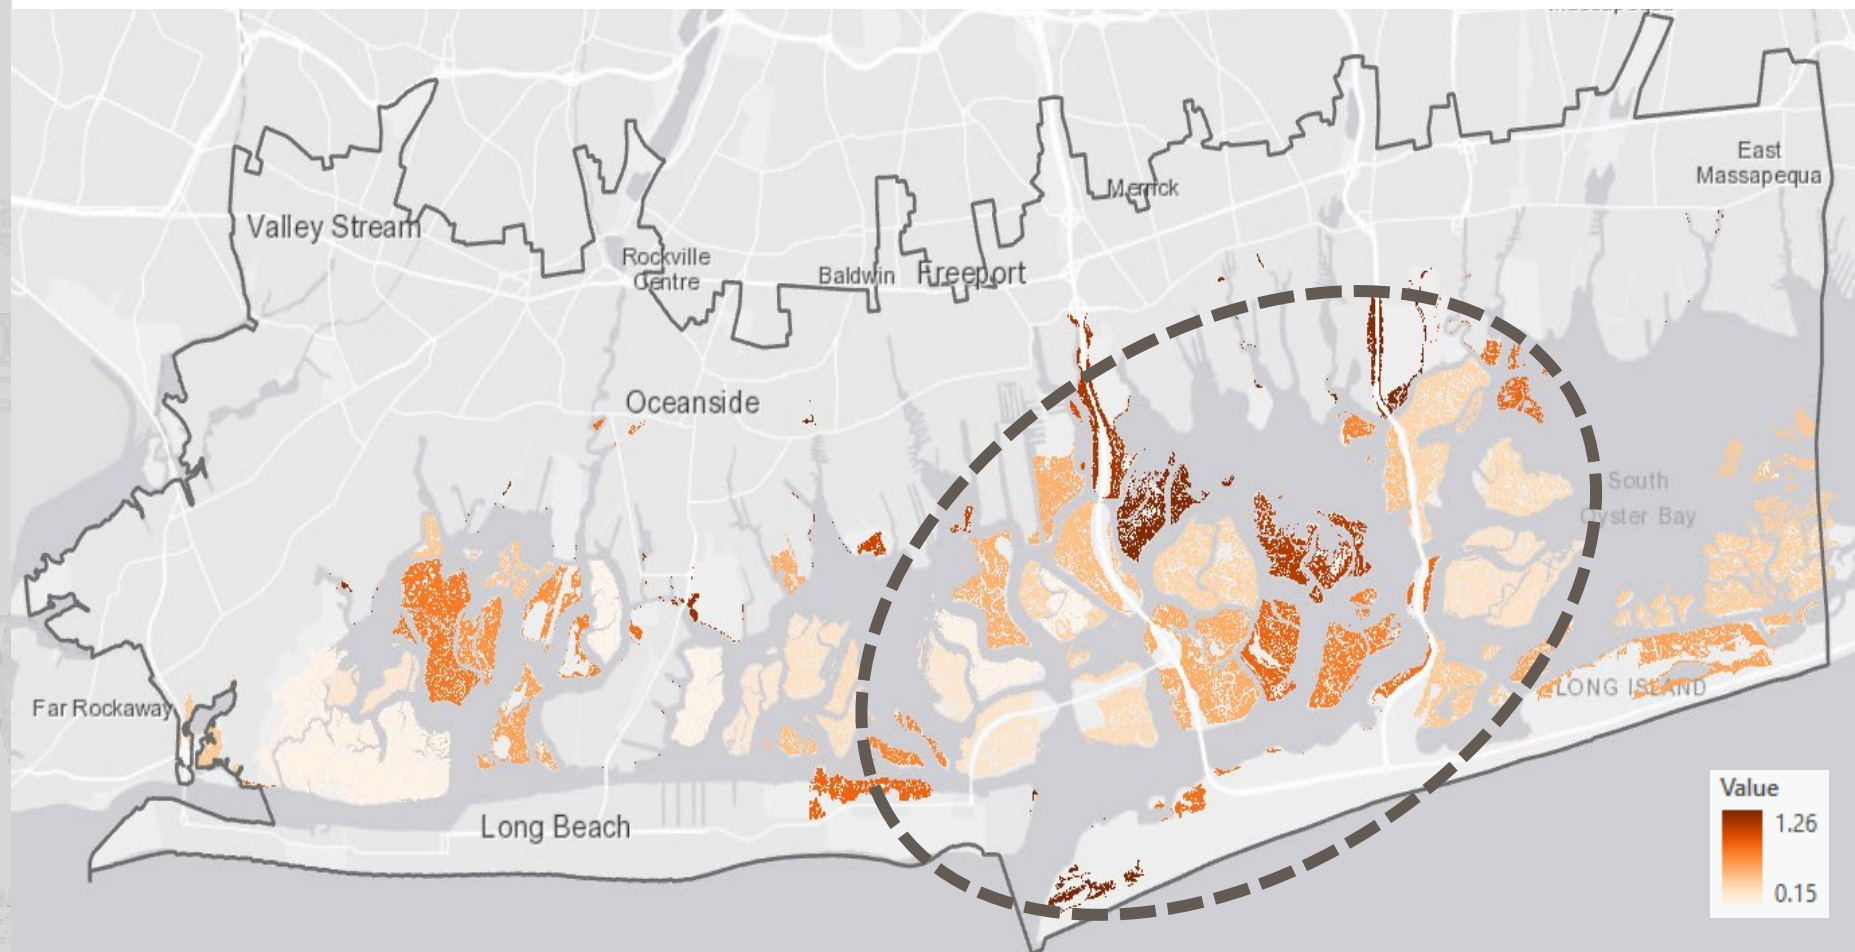 East
Massapequa
Merrick
Valley Stream
Rockville
Centre
Baldwin
Freeport
Oceanside
South
Oyster Bay
LONG ISLAND
Far Rockaway
Long Beach
Value
1.26
0.15